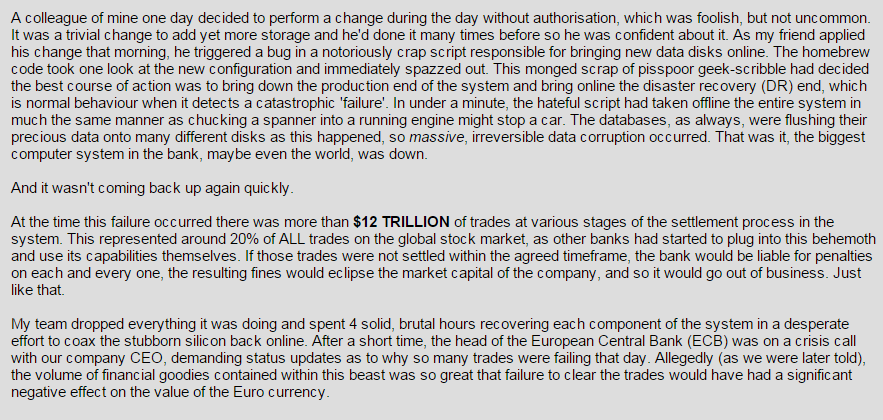 A colleague of mine one day decided to perform a change during the day without authorisation, which was foolish, but not uncommon.
It was a trivial change to add yet more storage and he'd done it many times before so he was confident about it. As my friend applied
his change that morning, he triggered a bug in a notoriously crap script responsible for bringing new data disks online. The homebrew
code took one look at the new configuration and immediately spazzed out. This monged scrap of pisspoor geek-scribble had decided
the best course of action was to bring down the production end of the system and bring online the disaster recovery (DR) end, which
is normal behaviour when it detects a catastrophic 'failure'. In under a minute, the hateful script had taken offline the entire system in
much the same manner as chucking a spanner into a running engine might stop a car. The databases, as always, were flushing their
precious data onto many different disks as this happened, so massive, irreversible data corruption occurred. That was it, the biggest
computer system in the bank, maybe even the world, was down.
And it wasn't coming back up again quickly.
At the time this failure occurred there was more than $12 TRILLION of trades at various stages of the settlement process in the
system. This represented around 20% of ALL trades on the global stock market, as other banks had started to plug into this behemoth
and use its capabilities themselves. If those trades were not settled within the agreed timeframe, the bank would be liable for penalties
on each and every one, the resulting fines would eclipse the market capital of the company, and so it would go out of business. Just
like that.
My team dropped everything it was doing and spent 4 solid, brutal hours recovering each component of the system in a desperate
effort to coax the stubborn silicon back online. After a short time, the head of the European Central Bank (ECB) was on a crisis call
with our company CEO, demanding status updates as to why so many trades were failing that day. Allegedly (as we were later told),
the volume of financial goodies contained within this beast was so great that failure to clear the trades would have had a significant
negative effect on the value of the Euro currency.